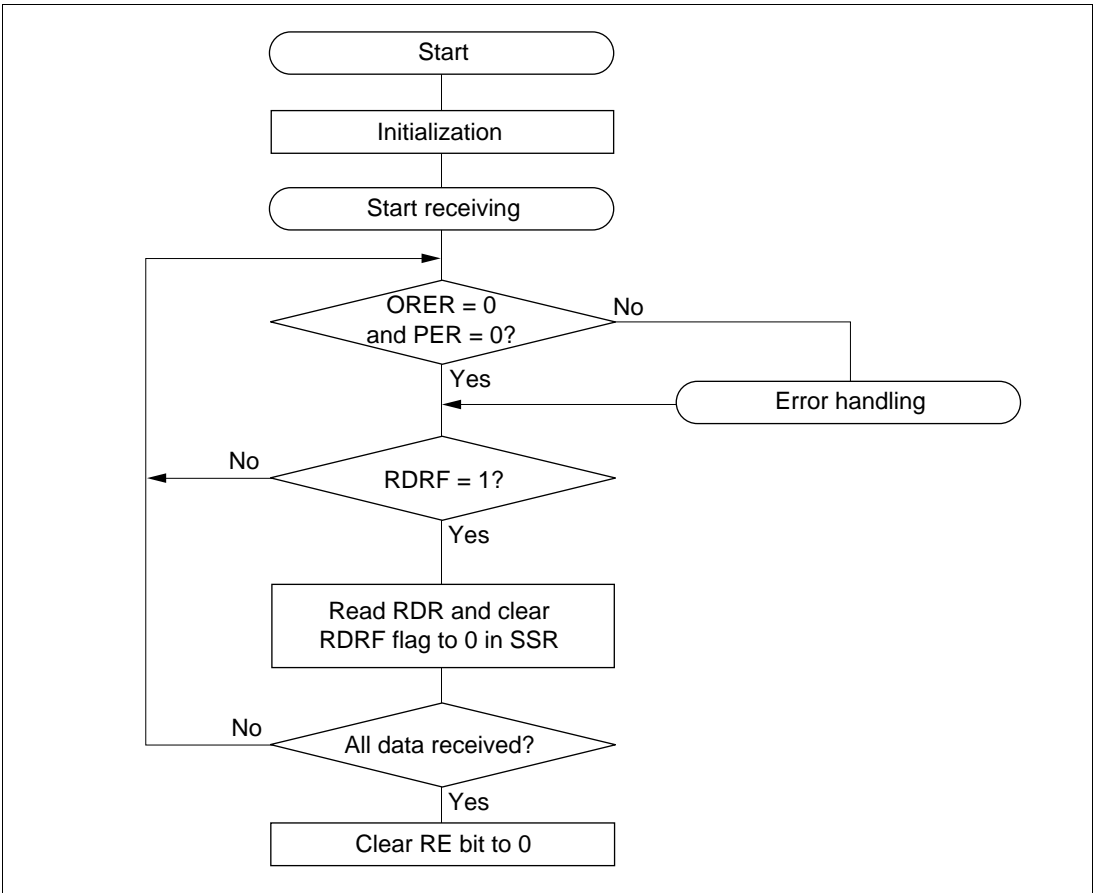 Start
Initialization
Start receiving
ORER = 0
and PER = 0?
No
Yes
Error handling
No
RDRF = 1?
Yes
Read RDR and clear
RDRF flag to 0 in SSR
No
All data received?
Yes
Clear RE bit to 0